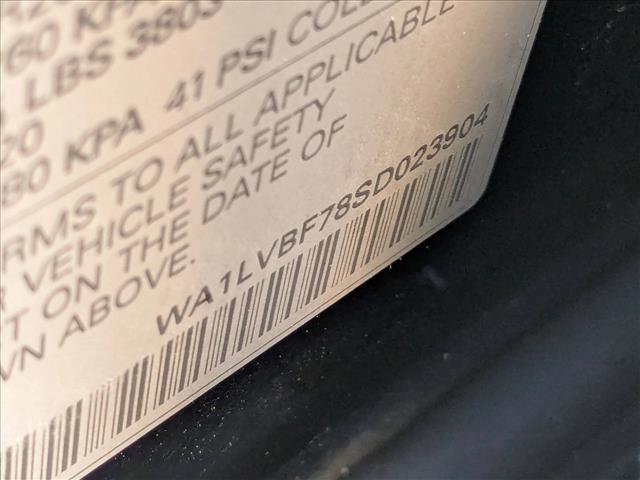 60 KPA
LBS 3803
20
80 KPA 41 PSI COLD
RMS TO ALL APPLICABLE
VEHICLE SAFETY
ON THE DATE OF
WN ABOVE.
WA1LVBF78SD023904